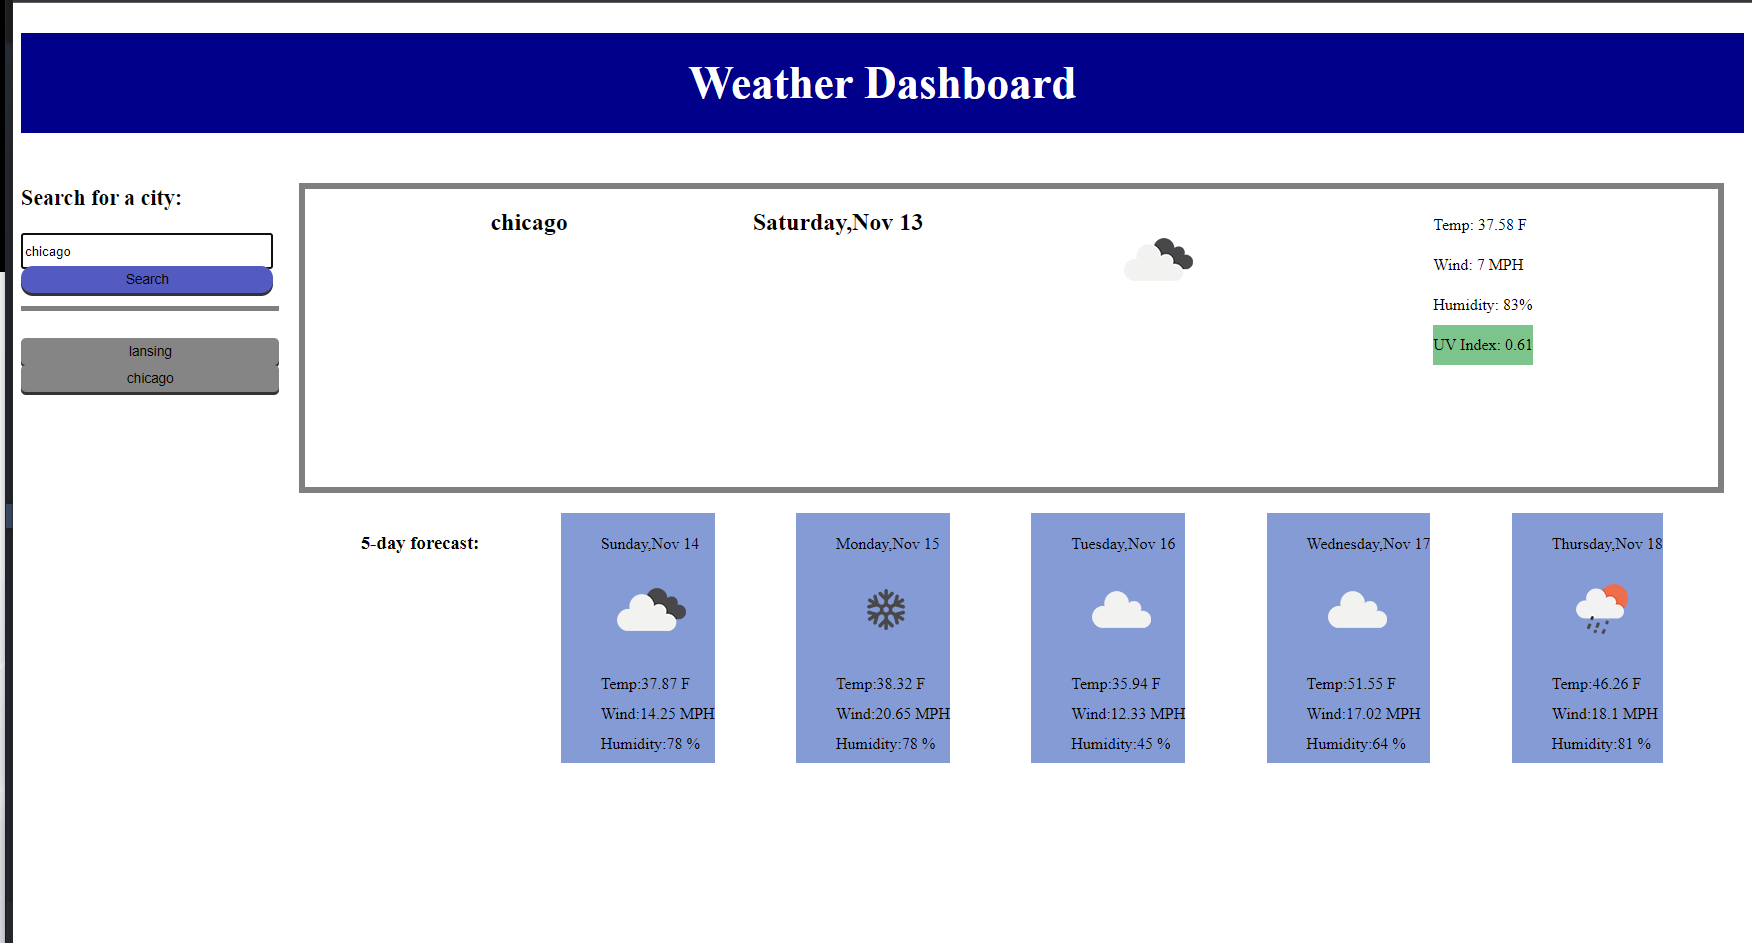 Weather Dashboard
Search for a city:
chicago
Search
lansing
chicago
chicago
Saturday,Nov 13
Temp: 37.58 F
Wind: 7 MPH
Humidity: 83%
UV Index: 0.61
5-day forecast:
Sunday,Nov 14
Temp:37.87 F
Wind:14.25 MPH
Humidity:78 %
Monday,Nov 15
Temp:38.32 F
Wind:20.65 MPH
Humidity:78 %
Tuesday,Nov 16
Temp:35.94 F
Wind:12.33 MPH
Humidity:45 %
Wednesday,Nov 17
Temp:51.55 F
Wind:17.02 MPH
Humidity:64 %
Thursday,Nov 18
Temp:46.26 F
Wind:18.1 MPH
Humidity:81 %